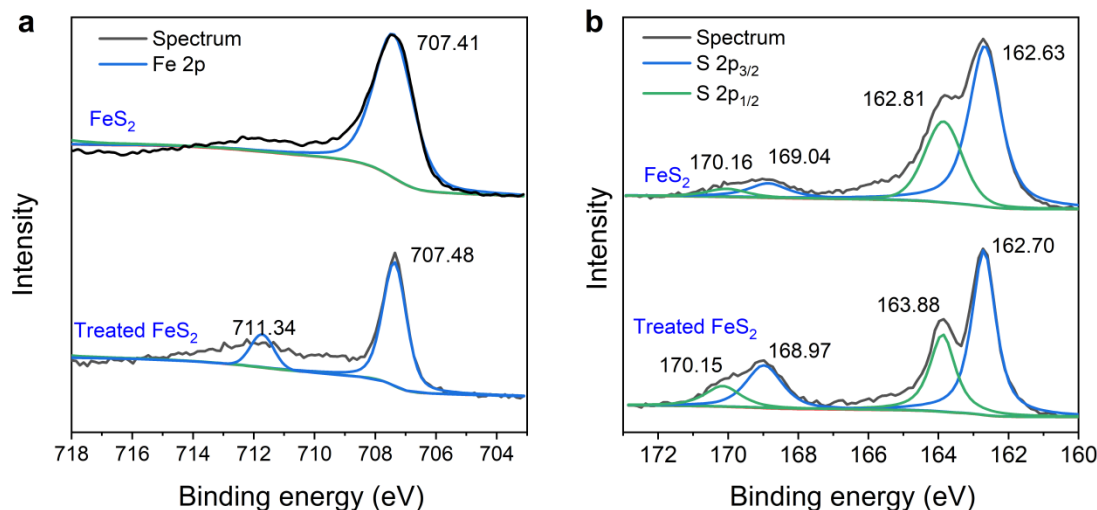 a
Spectrum
Fe 2p
707.41
FeS₂
707.48
Treated FeS₂
711.34
Intensity
718 716 714 712 710 708 706 704
Binding energy (eV)
b
Spectrum
S 2p₃/₂
S 2p₁/₂
162.63
162.81
170.16
169.04
FeS₂
162.70
163.88
Treated FeS₂
168.97
170.15
Intensity
172 170 168 166 164 162 160
Binding energy (eV)